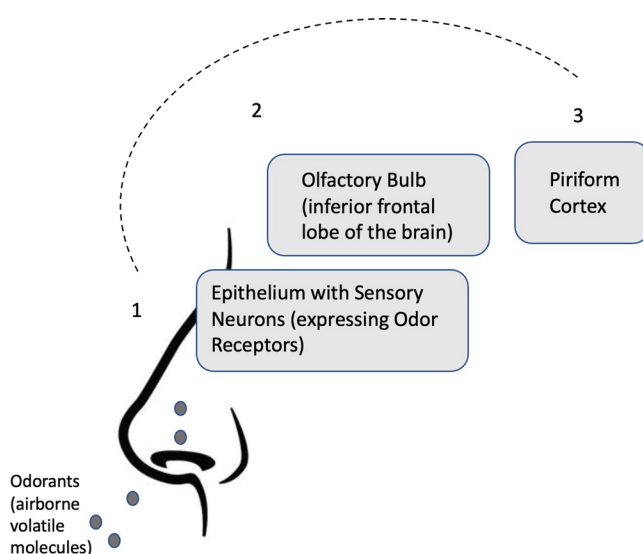 2
3
Olfactory Bulb
(inferior frontal
lobe of the brain)
Piriform
Cortex
1
Epithelium with Sensory
Neurons (expressing Odor
Receptors)
Odorants
(airborne
volatile
molecules)